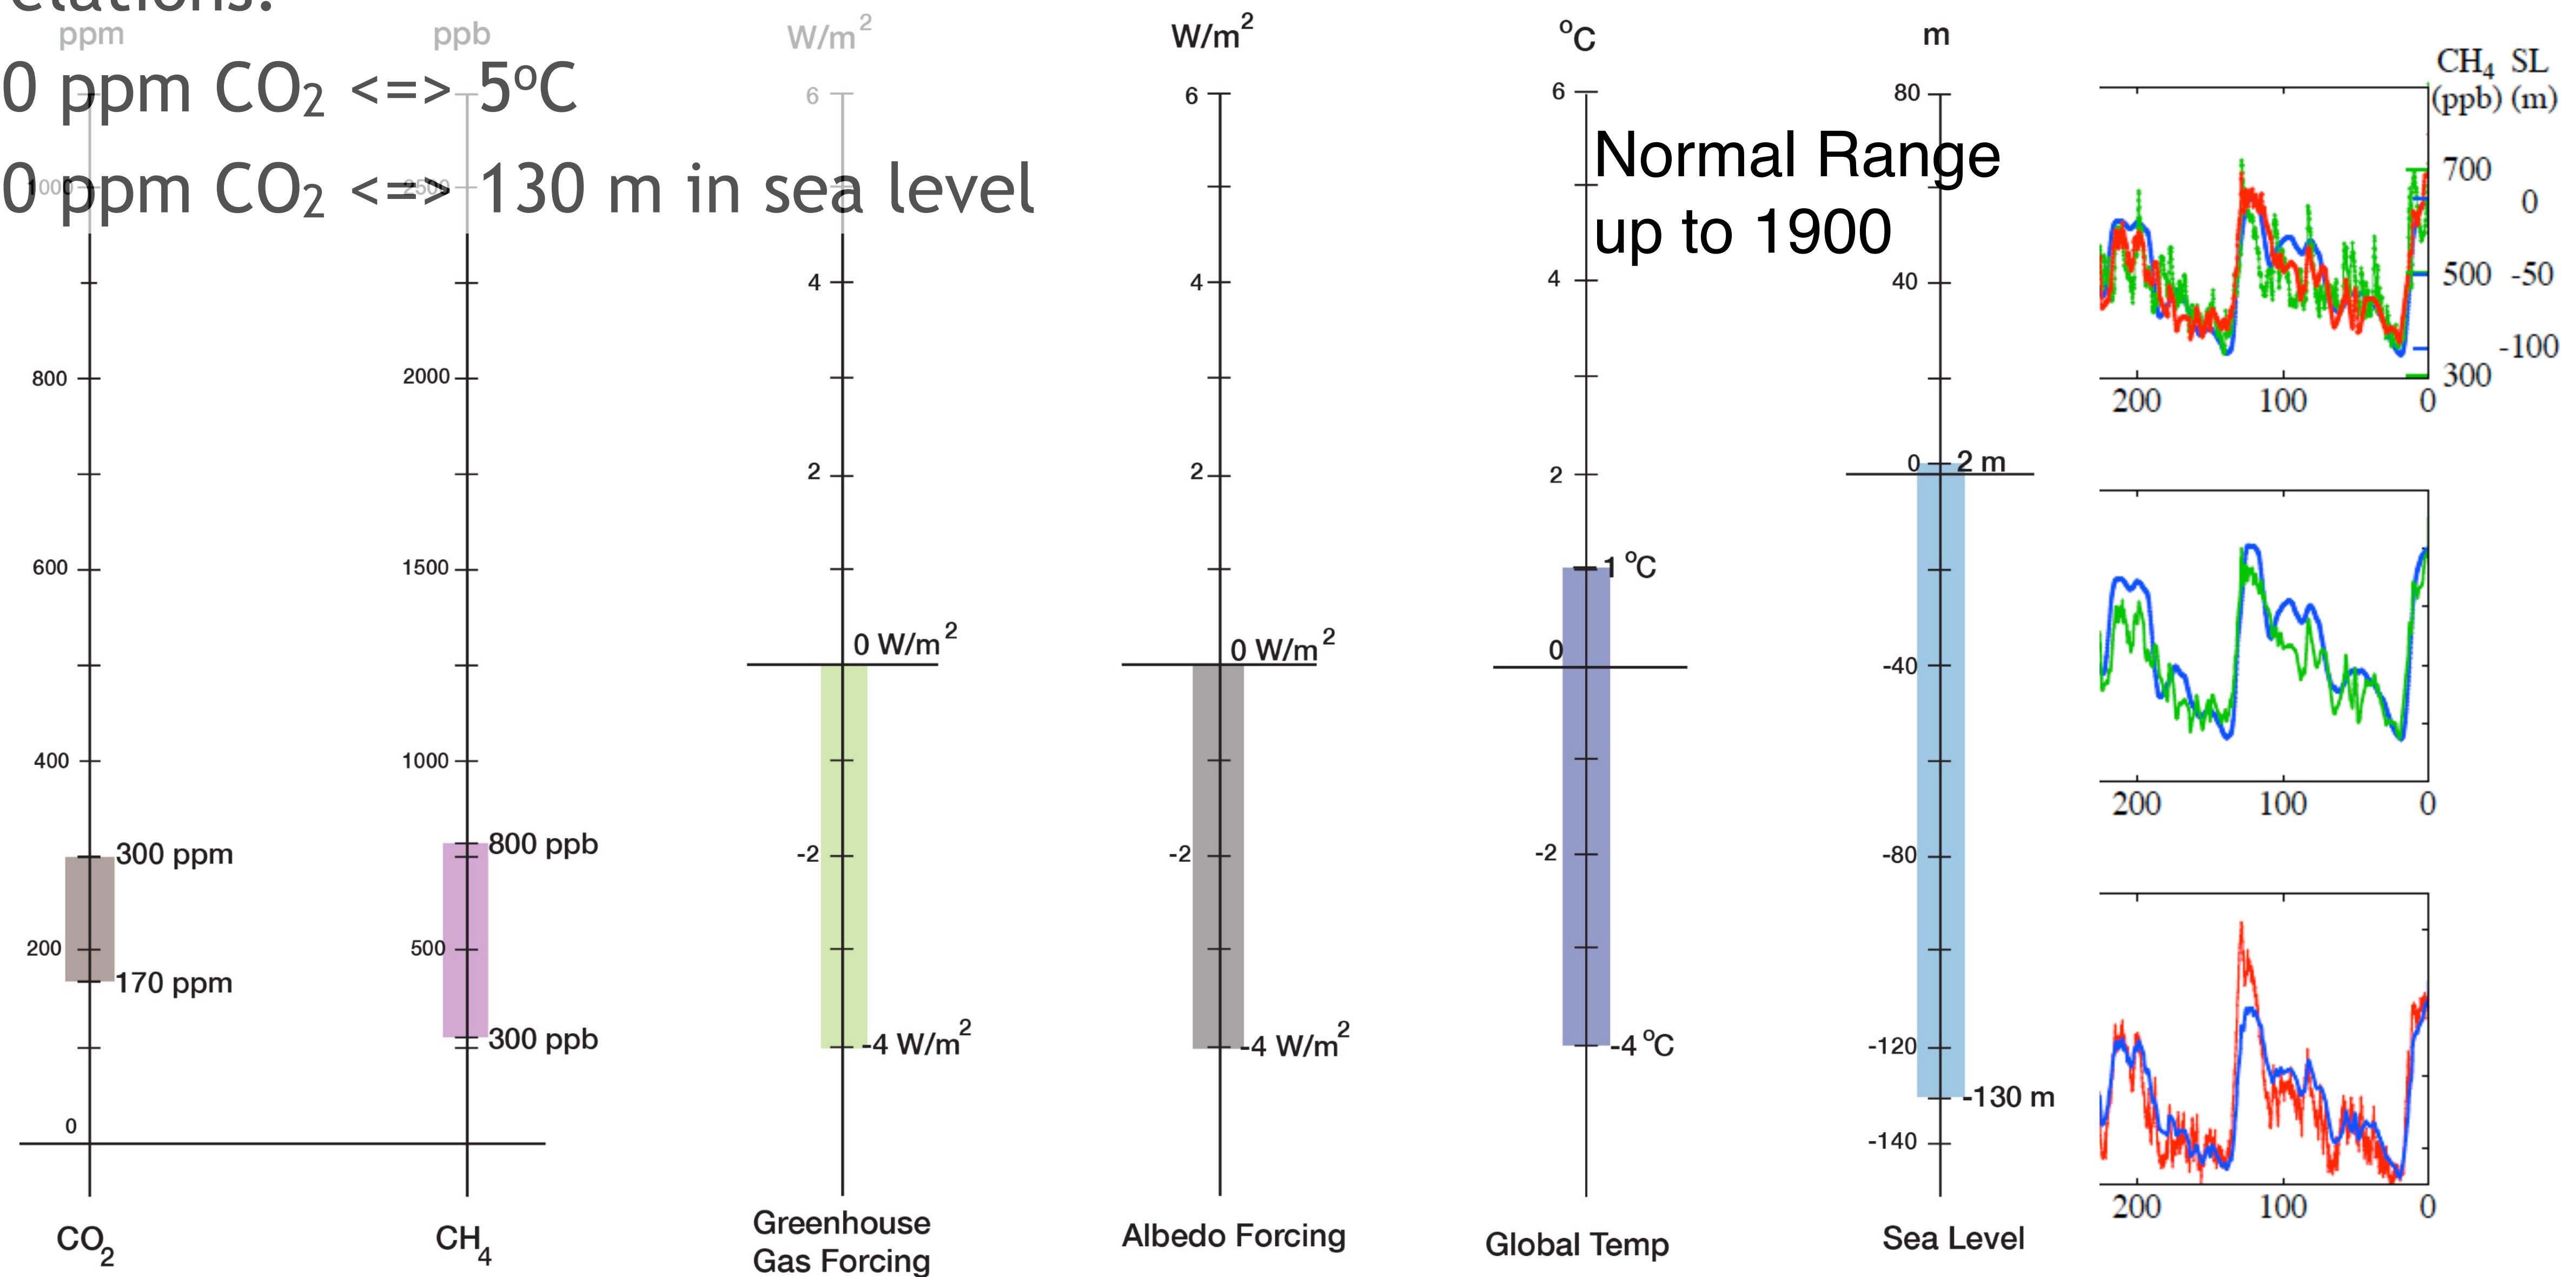 elations:
0 ppm CO₂ <=> 5°C
0 ppm CO₂ <=> 130 m in sea level
Normal Range
up to 1900
ppm
1000
800
600
400
300 ppm
200
170 ppm
0
CO₂
ppb
2500
2000
1500
1000
800 ppb
500
300 ppb
CH₄
W/m²
6
4
2
0 W/m²
-2
-4 W/m²
Greenhouse
Gas Forcing
W/m²
6
4
2
0 W/m²
-2
-4 W/m²
Albedo Forcing
°C
6
4
2
1 °C
0
-2
-4 °C
Global Temp
m
80
40
0 2 m
-40
-80
-120
-130 m
-140
Sea Level
CH₄ SL
(ppb) (m)
700
0
500 -50
-100
300
200 100 0
200 100 0
200 100 0